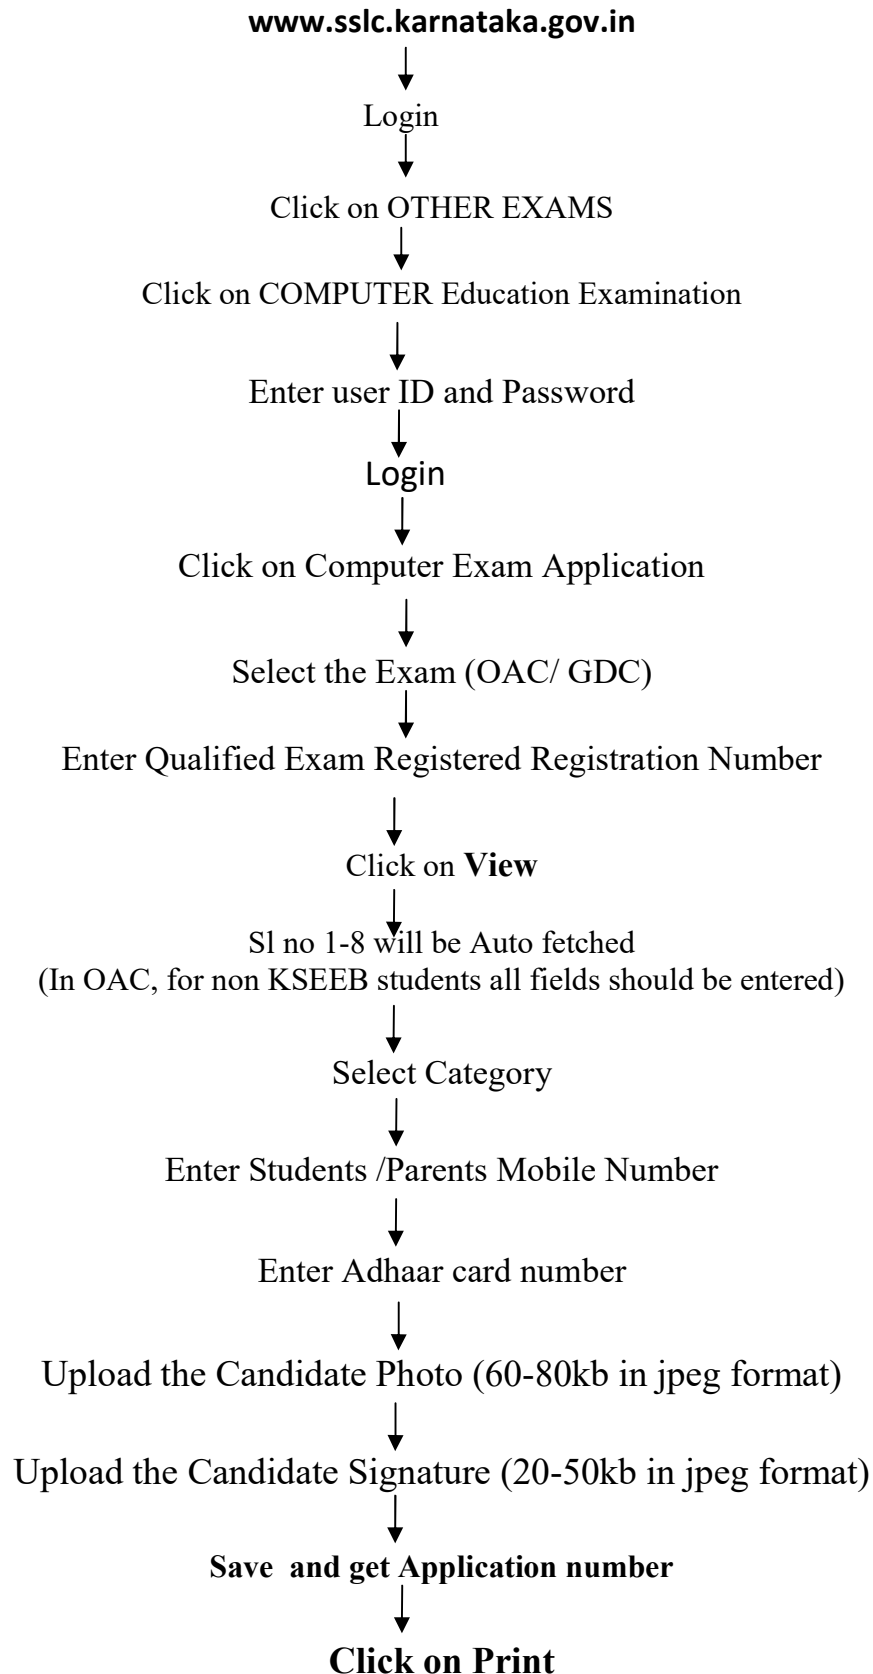 www.sslc.karnataka.gov.in
Login
Click on OTHER EXAMS
Click on COMPUTER Education Examination
Enter user ID and Password
Login
Click on Computer Exam Application
Select the Exam (OAC/ GDC)
Enter Qualified Exam Registered Registration Number
Click on View
Sl no 1-8 will be Auto fetched
(In OAC, for non KSEEB students all fields should be entered)
Select Category
Enter Students /Parents Mobile Number
Enter Adhaar card number
Upload the Candidate Photo (60-80kb in jpeg format)
Upload the Candidate Signature (20-50kb in jpeg format)
Save and get Application number
Click on Print